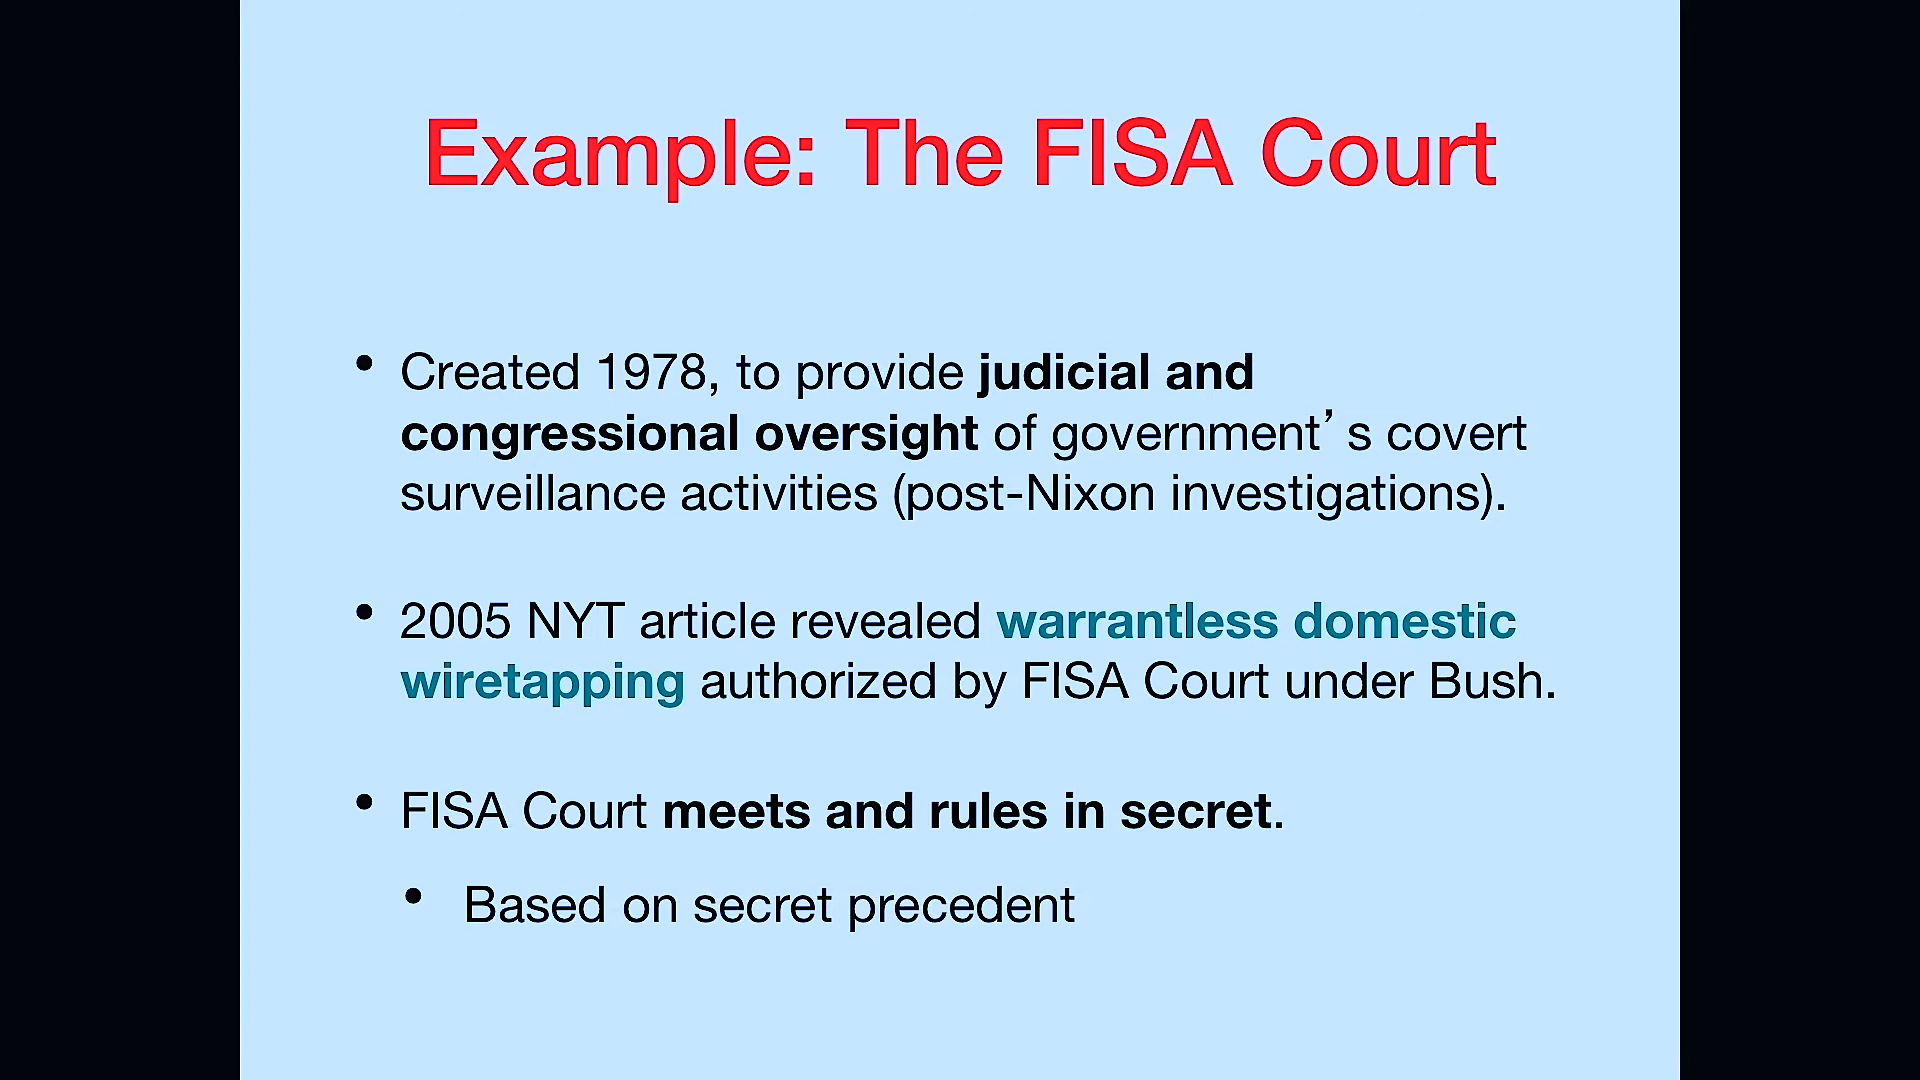 Example: The FISA Court
• Created 1978, to provide judicial and
congressional oversight of government’ s covert
surveillance activities (post-Nixon investigations).
• 2005 NYT article revealed warrantless domestic
wiretapping authorized by FISA Court under Bush.
• FISA Court meets and rules in secret.
• Based on secret precedent